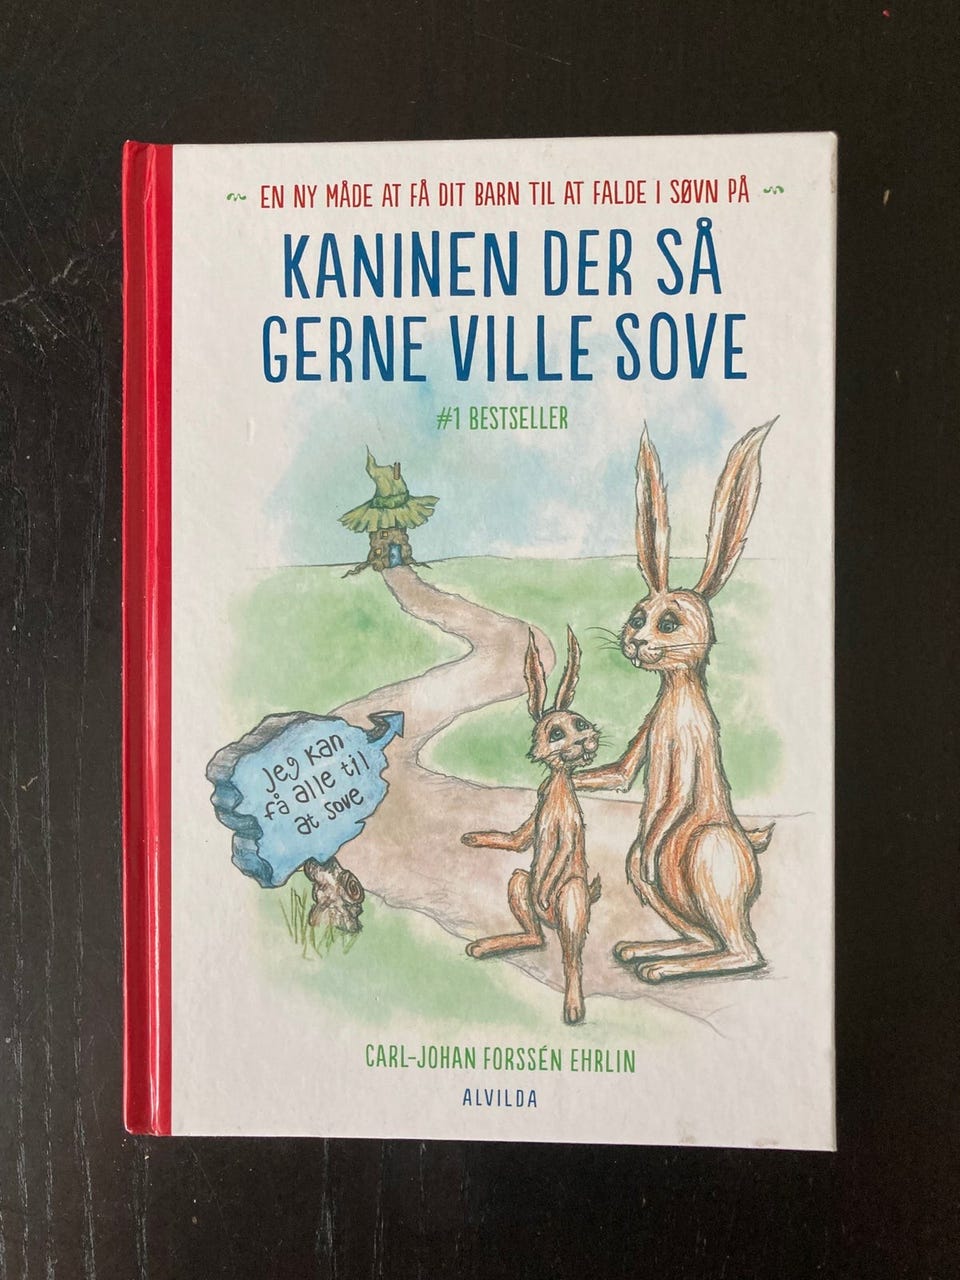 EN NY MÅDE AT FÅ DIT BARN TIL AT FALDE I SØVN PÅ
KANINEN DER SÅ
GERNE VILLE SOVE
#1 BESTSELLER
Jeg kan
få alle til
at sove
CARL-JOHAN FORSSÉN EHRLIN
ALVILDA